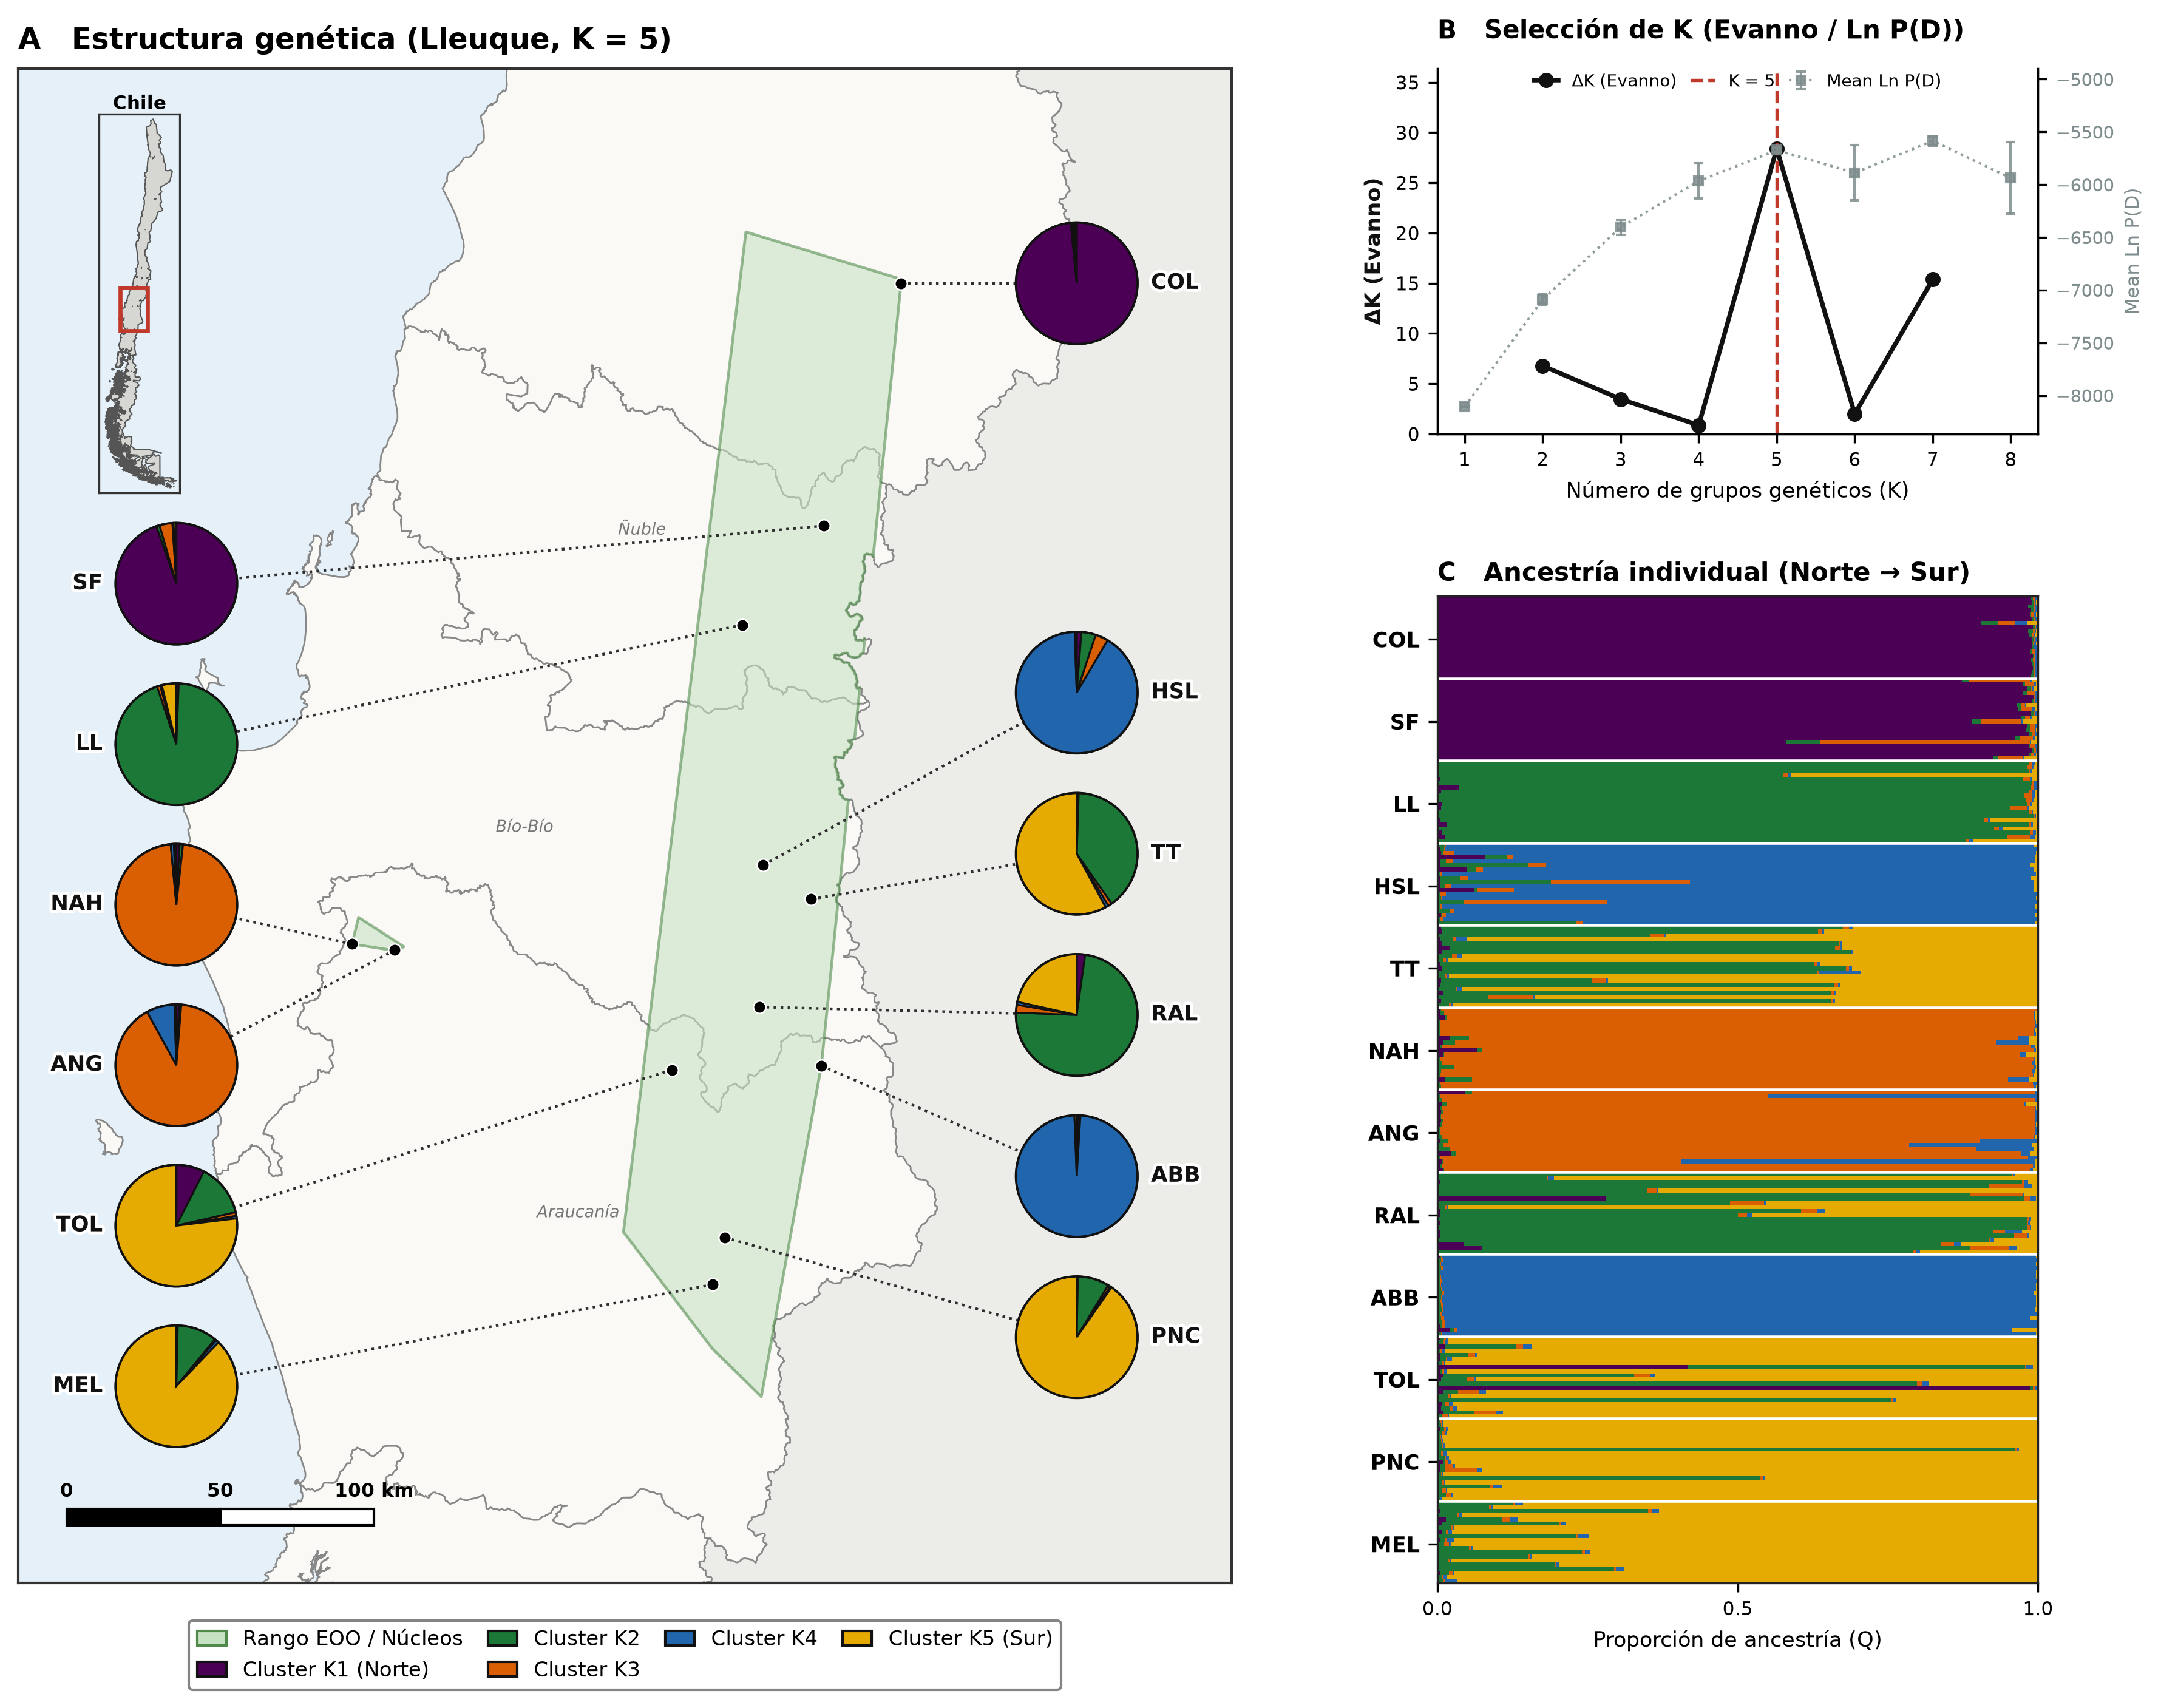 A Estructura genética (Lleuque, K = 5)
Chile
COL
SF
Ñuble
HSL
LL
TT
Bío-Bío
NAH
RAL
ANG
ABB
TOL
Araucanía
PNC
MEL
0 50 100 km
Rango EOO / Núcleos
Cluster K1 (Norte)
Cluster K2
Cluster K3
Cluster K4
Cluster K5 (Sur)
B Selección de K (Evanno / Ln P(D))
ΔK (Evanno)
K = 5
Mean Ln P(D)
35
30
25
20
15
10
5
0
ΔK (Evanno)
−5000
−5500
−6000
−6500
−7000
−7500
−8000
Mean Ln P(D)
1 2 3 4 5 6 7 8
Número de grupos genéticos (K)
C Ancestría individual (Norte → Sur)
COL
SF
LL
HSL
TT
NAH
ANG
RAL
ABB
TOL
PNC
MEL
0.0 0.5 1.0
Proporción de ancestría (Q)